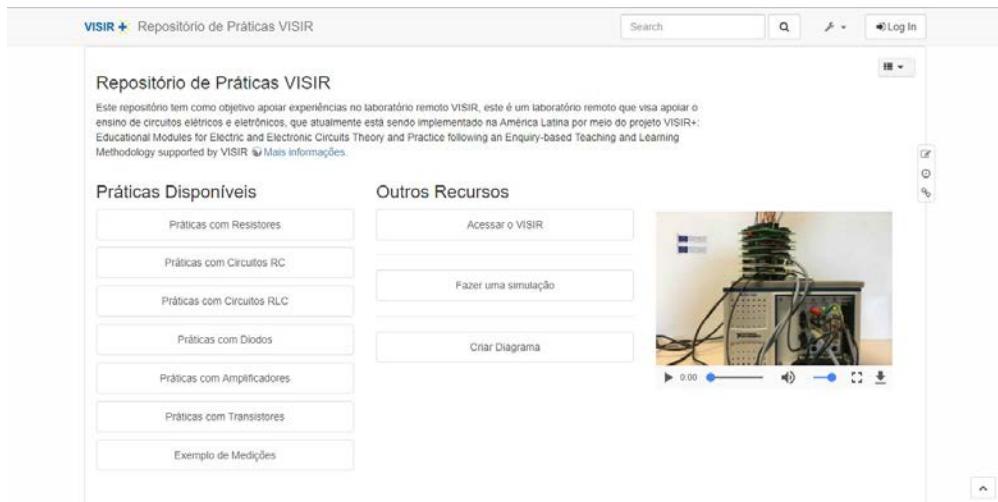 VISIR + Repositório de Práticas VISIR
Search
Log In
Repositório de Práticas VISIR
Este repositório tem como objetivo apoiar experiências no laboratório remoto VISIR, este é um laboratório remoto que visa apoiar o
ensino de circuitos elétricos e eletrônicos, que atualmente está sendo implementado na América Latina por meio do projeto VISIR+:
Educational Modules for Electric and Electronic Circuits Theory and Practice following an Enquiry-based Teaching and Learning
Methodology supported by VISIR Mais informações.
Práticas Disponíveis
Práticas com Resistores
Práticas com Circuitos RC
Práticas com Circuitos RLC
Práticas com Diodos
Práticas com Amplificadores
Práticas com Transistores
Exemplo de Medições
Outros Recursos
Acessar o VISIR
Fazer uma simulação
Criar Diagrama
0:00